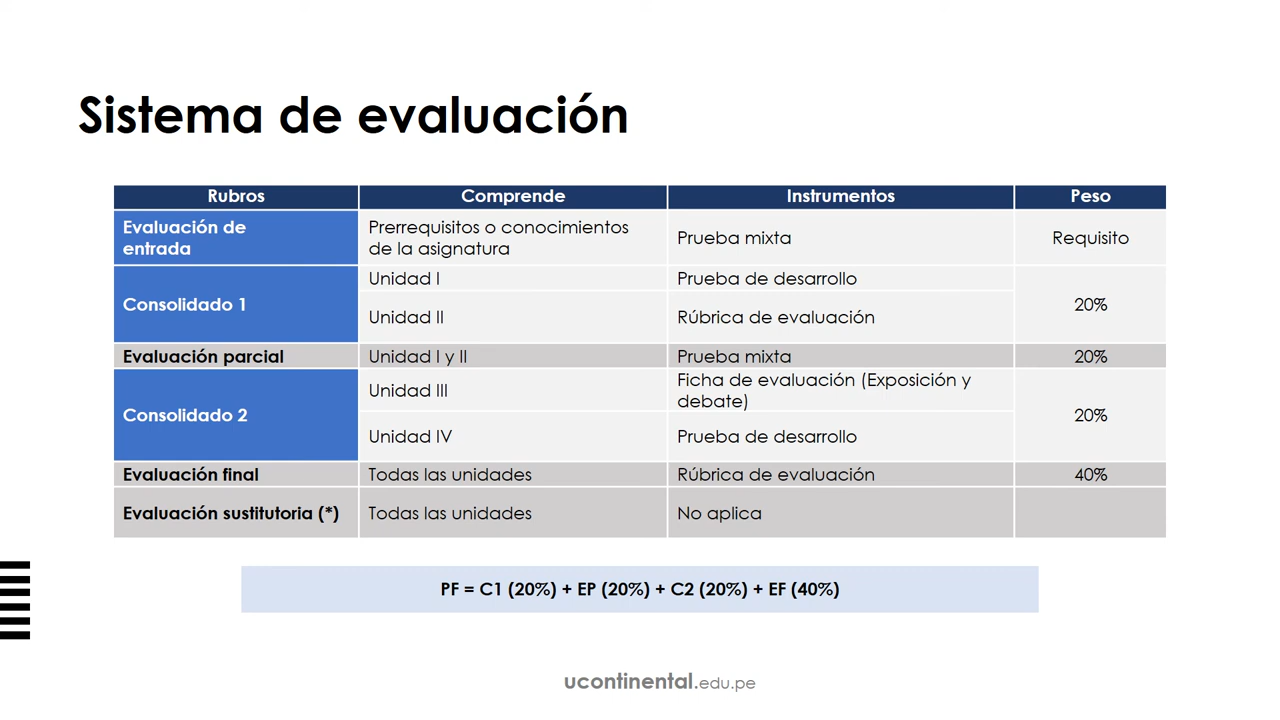 Sistema de evaluación
Rubros Comprende Instrumentos Peso
Evaluación de entrada Prerrequisitos o conocimientos de la asignatura Prueba mixta Requisito
Consolidado 1 Unidad I Prueba de desarrollo 20%
Unidad II Rúbrica de evaluación
Evaluación parcial Unidad I y II Prueba mixta 20%
Consolidado 2 Unidad III Ficha de evaluación (Exposición y debate) 20%
Unidad IV Prueba de desarrollo
Evaluación final Todas las unidades Rúbrica de evaluación 40%
Evaluación sustitutoria (*) Todas las unidades No aplica
PF = C1 (20%) + EP (20%) + C2 (20%) + EF (40%)
ucontinental.edu.pe